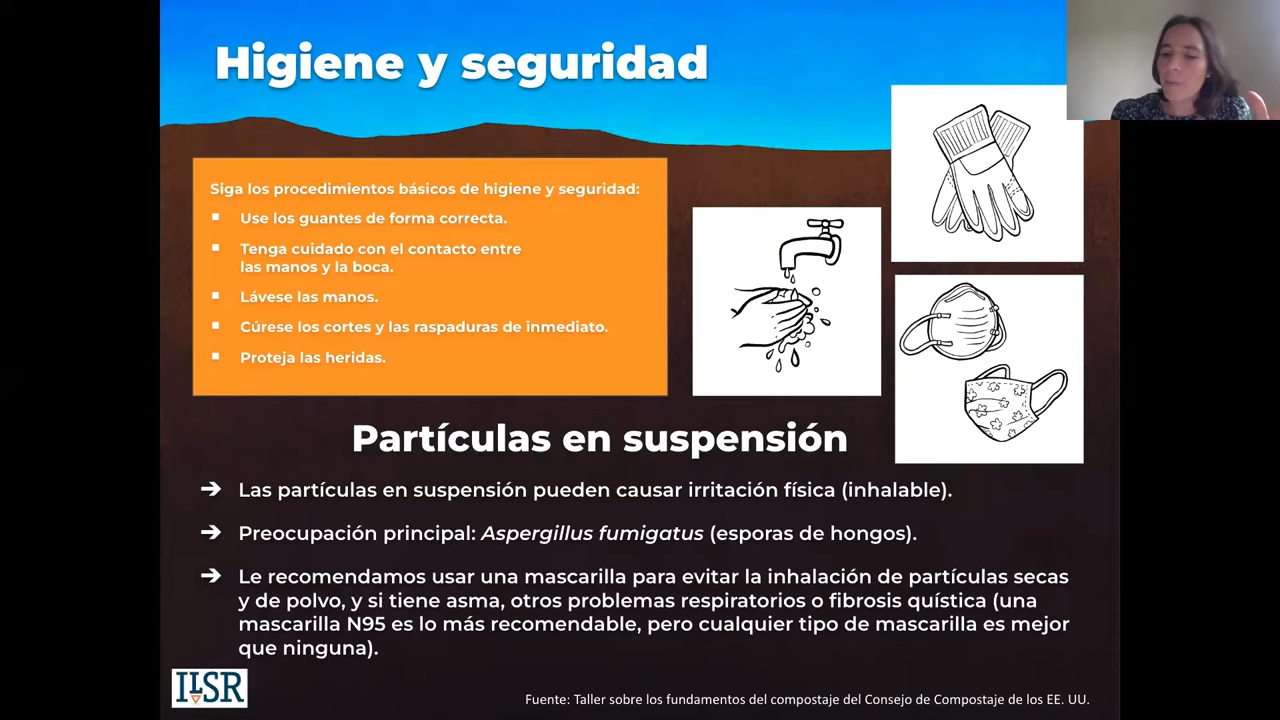 Higiene y seguridad
Siga los procedimientos básicos de higiene y seguridad:
Use los guantes de forma correcta.
Tenga cuidado con el contacto entre
las manos y la boca.
Lávese las manos.
Cúrese los cortes y las raspaduras de inmediato.
Proteja las heridas.
Partículas en suspensión
➔ Las partículas en suspensión pueden causar irritación física (inhalable).
➔ Preocupación principal: Aspergillus fumigatus (esporas de hongos).
➔ Le recomendamos usar una mascarilla para evitar la inhalación de partículas secas
y de polvo, y si tiene asma, otros problemas respiratorios o fibrosis quística (una
mascarilla N95 es lo más recomendable, pero cualquier tipo de mascarilla es mejor
que ninguna).
ILSR
Fuente: Taller sobre los fundamentos del compostaje del Consejo de Compostaje de los EE. UU.